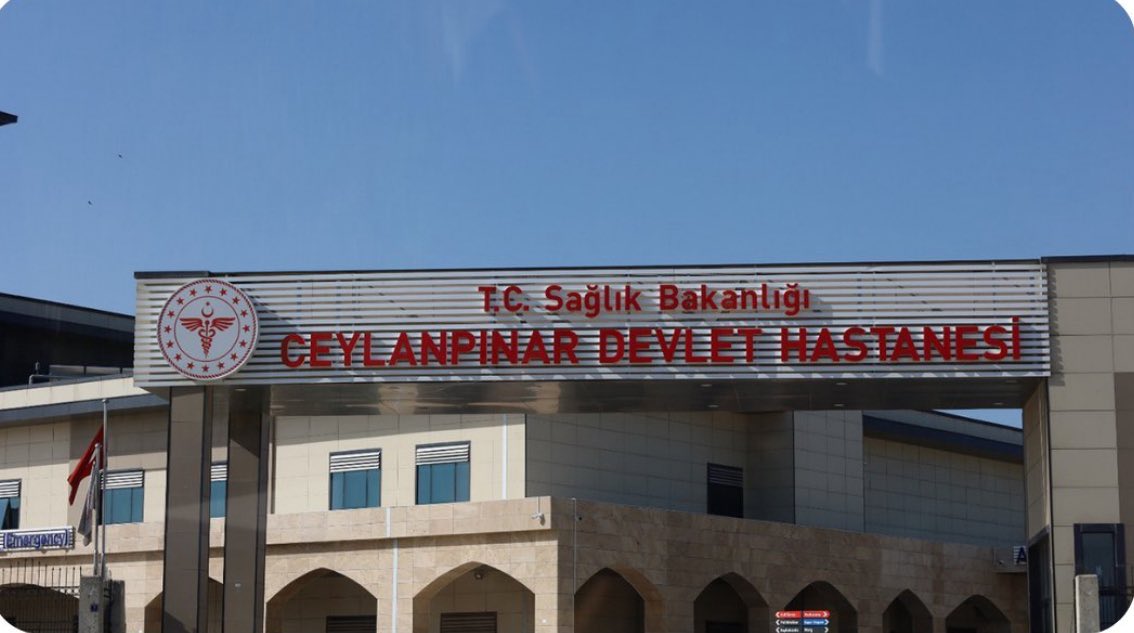 T.C. Sağlık Bakanlığı
CEYLANPINAR DEVLET HASTANESİ
Emergency